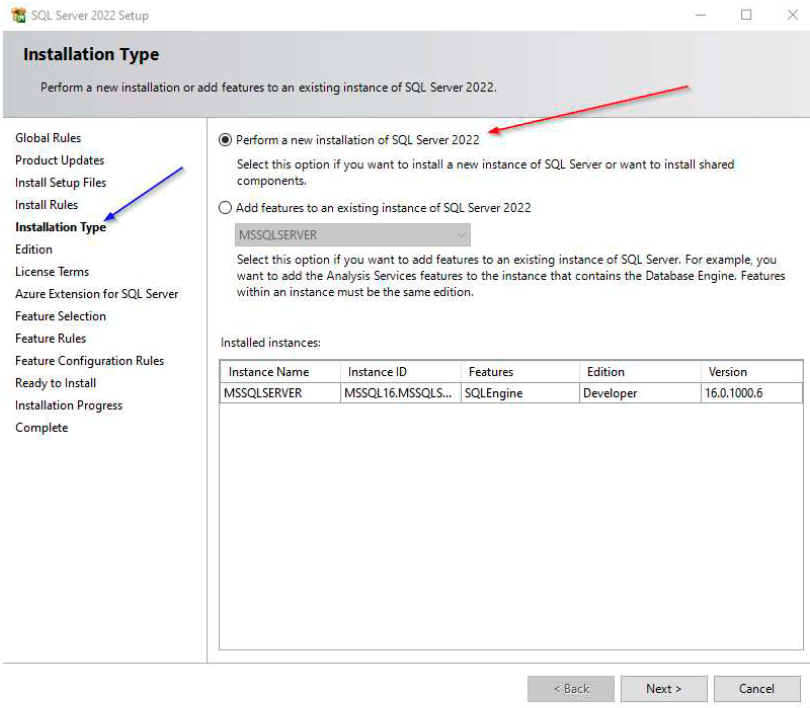 SQL Server 2022 Setup
Installation Type
Perform a new installation or add features to an existing instance of SQL Server 2022.
Global Rules
Product Updates
Install Setup Files
Install Rules
Installation Type
Edition
License Terms
Azure Extension for SQL Server
Feature Selection
Feature Rules
Feature Configuration Rules
Ready to Install
Installation Progress
Complete
Perform a new installation of SQL Server 2022
Select this option if you want to install a new instance of SQL Server or want to install shared
components.
Add features to an existing instance of SQL Server 2022
MSSQLSERVER
Select this option if you want to add features to an existing instance of SQL Server. For example, you
want to add the Analysis Services features to the instance that contains the Database Engine. Features
within an instance must be the same edition.
Installed instances:
Instance Name Instance ID Features Edition Version
MSSQLSERVER MSSQL16.MSSQLS... SQLEngine Developer 16.0.1000.6
< Back Next > Cancel